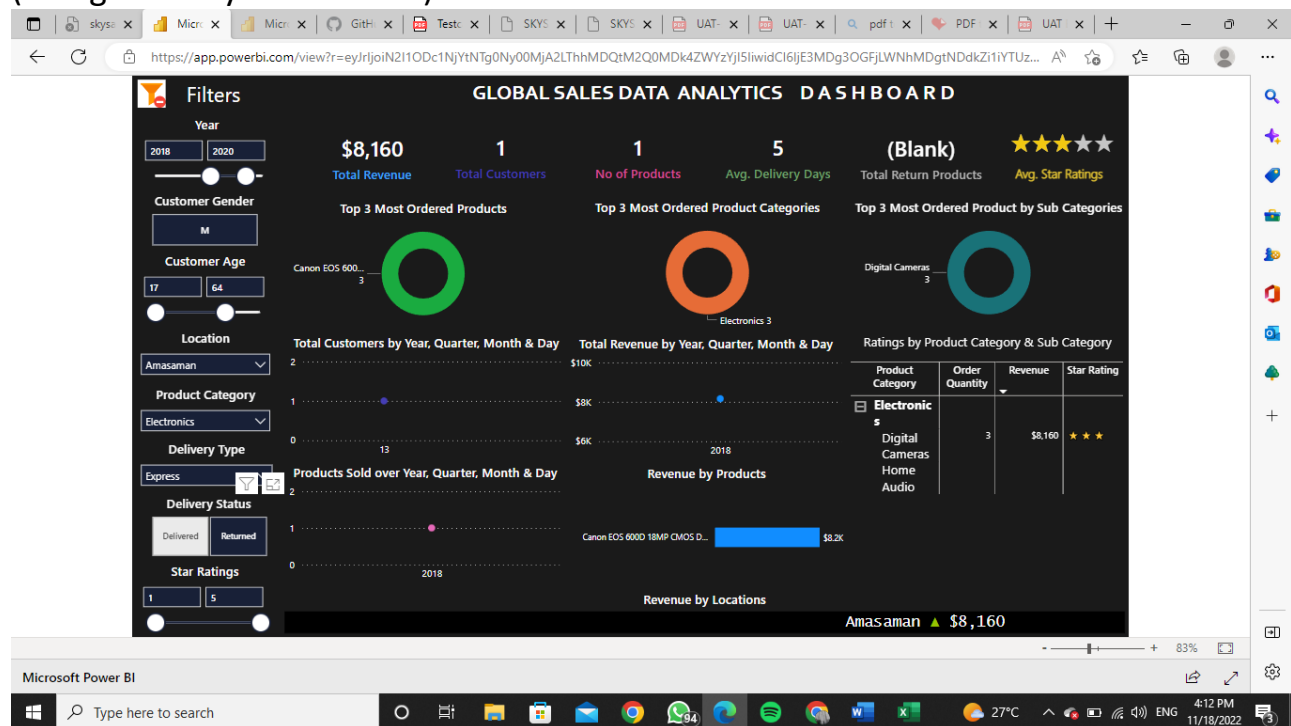 skysa
Micr
Micr
GitH
Testc
SKYS
SKYS
UAT-
UAT-
pdf t
PDF
UAT
Filters
GLOBAL SALES DATA ANALYTICS DASHBOARD
Year
2018 2020
$8,160
Total Revenue
1
Total Customers
1
No of Products
5
Avg. Delivery Days
(Blank)
Total Return Products
Avg. Star Ratings
Customer Gender
M
Customer Age
17 64
Location
Amasaman
Product Category
Electronics
Delivery Type
Express
Delivery Status
Delivered Returned
Star Ratings
1 5
Top 3 Most Ordered Products
Canon EOS 600...
3
Top 3 Most Ordered Product Categories
Electronics 3
Top 3 Most Ordered Product by Sub Categories
Digital Cameras
3
Total Customers by Year, Quarter, Month & Day
2
1
0
13
Total Revenue by Year, Quarter, Month & Day
$10K
$8K
$6K
2018
Ratings by Product Category & Sub Category
Product Category Order Quantity Revenue Star Rating
Electronic
s
Digital 3 $8,160 ★ ★ ★
Cameras
Home
Audio
Products Sold over Year, Quarter, Month & Day
2
1
0
2018
Revenue by Products
Canon EOS 600D 18MP CMOS D... $8.2K
Revenue by Locations
Amasaman ▲ $8,160
- + 83%
Microsoft Power BI
Type here to search
94
27°C
ENG
4:12 PM
11/18/2022
3